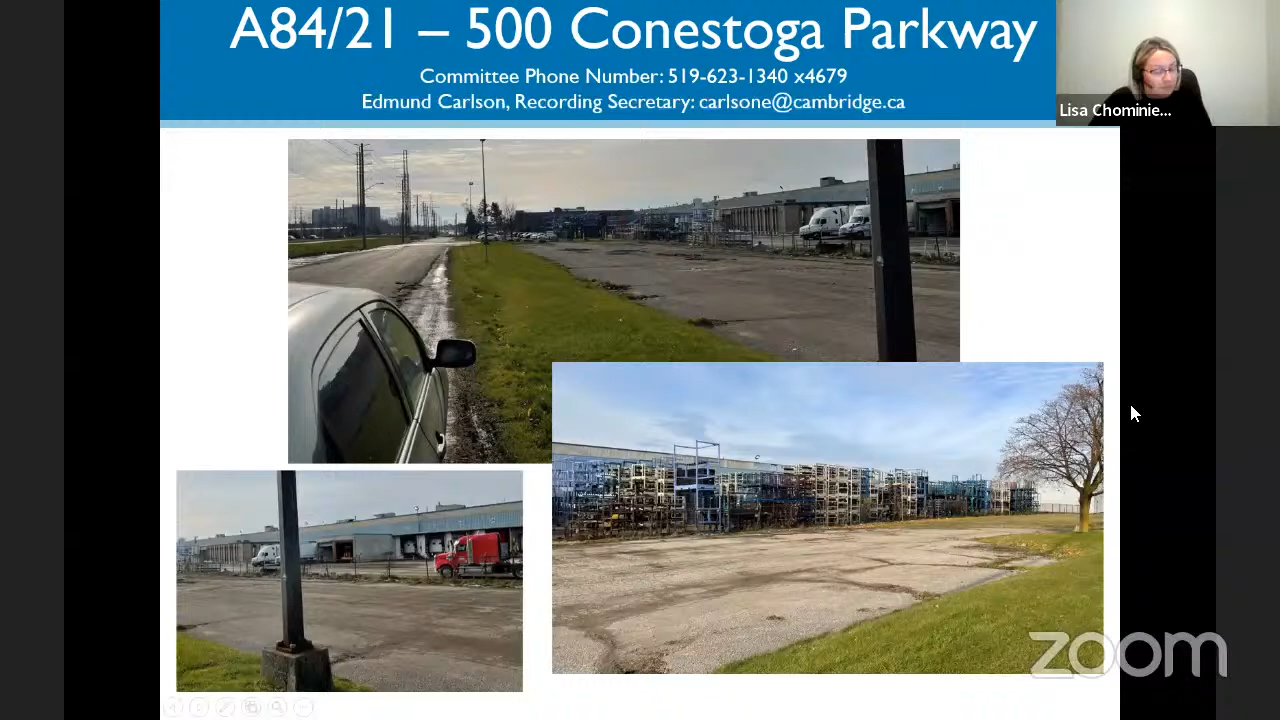 A84/21 – 500 Conestoga Parkway
Committee Phone Number: 519-623-1340 x4679
Edmund Carlson, Recording Secretary: carlsone@cambridge.ca
Lisa Chominie...
zoom